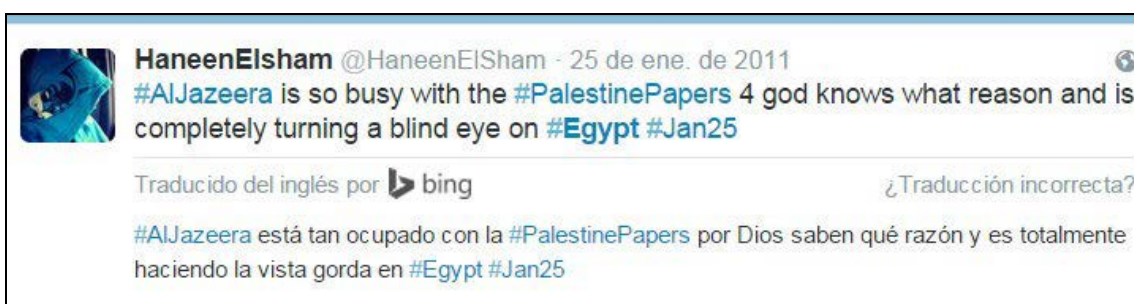 HaneenElsham @HaneenElSham · 25 de ene. de 2011
#AlJazeera is so busy with the #PalestinePapers 4 god knows what reason and is
completely turning a blind eye on #Egypt #Jan25
Traducido del inglés por bing ¿Traducción incorrecta?
#AlJazeera está tan ocupado con la #PalestinePapers por Dios saben qué razón y es totalmente
haciendo la vista gorda en #Egypt #Jan25